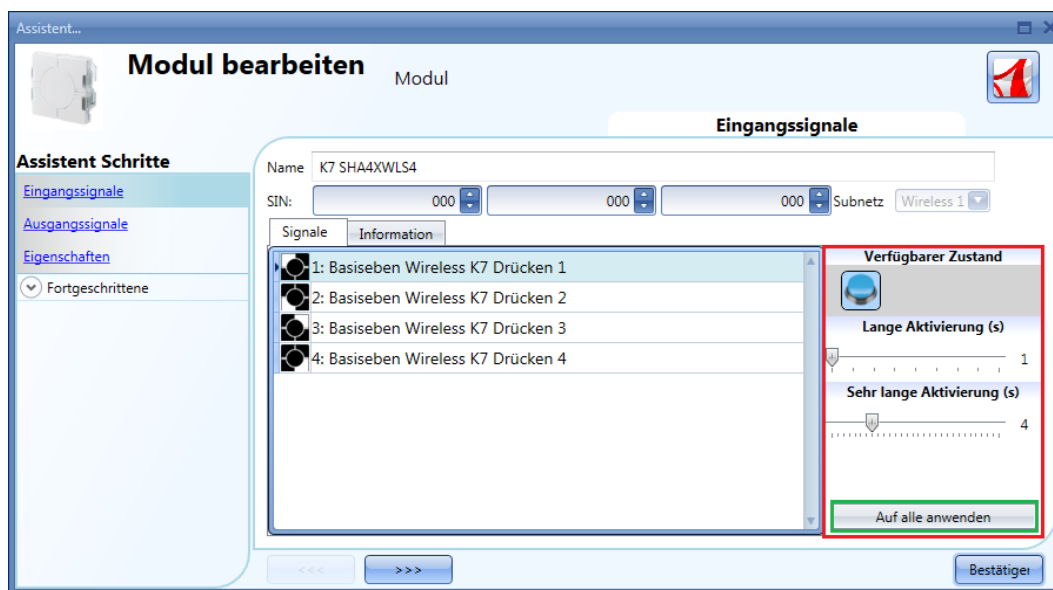 Assistent...
Modul bearbeiten
Modul
Eingangssignale
Assistent Schritte
Eingangssignale
Ausgangssignale
Eigenschaften
Fortgeschrittene
Name K7 SHA4XWLS4
SIN: 000 000 000 Subnetz Wireless 1
Signale Information
1: Basiseben Wireless K7 Drücken 1
2: Basiseben Wireless K7 Drücken 2
3: Basiseben Wireless K7 Drücken 3
4: Basiseben Wireless K7 Drücken 4
Verfügbarer Zustand
Lange Aktivierung (s)
1
Sehr lange Aktivierung (s)
4
Auf alle anwenden
<<< >>> Bestätiger